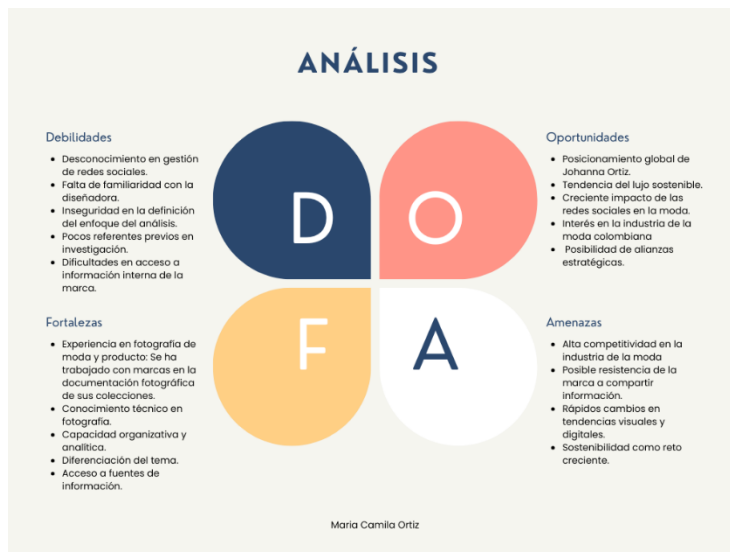 ANÁLISIS
Debilidades
Desconocimiento en gestión
de redes sociales.
Falta de familiaridad con la
diseñadora.
Inseguridad en la definición
del enfoque del análisis.
Pocos referentes previos en
investigación.
Dificultades en acceso a
información interna de la
marca.
D
O
Oportunidades
Posicionamiento global de
Johanna Ortiz.
Tendencia del lujo sostenible.
Creciente impacto de las
redes sociales en la moda.
Interés en la industria de la
moda colombiana
Posibilidad de alianzas
estratégicas.
Fortalezas
Experiencia en fotografía de
moda y producto: Se ha
trabajado con marcas en la
documentación fotográfica
de sus colecciones.
Conocimiento técnico en
fotografía.
Capacidad organizativa y
analítica.
Diferenciación del tema.
Acceso a fuentes de
información.
F
A
Amenazas
Alta competitividad en la
industria de la moda
Posible resistencia de la
marca a compartir
información.
Rápidos cambios en
tendencias visuales y
digitales.
Sostenibilidad como reto
creciente.
Maria Camila Ortiz